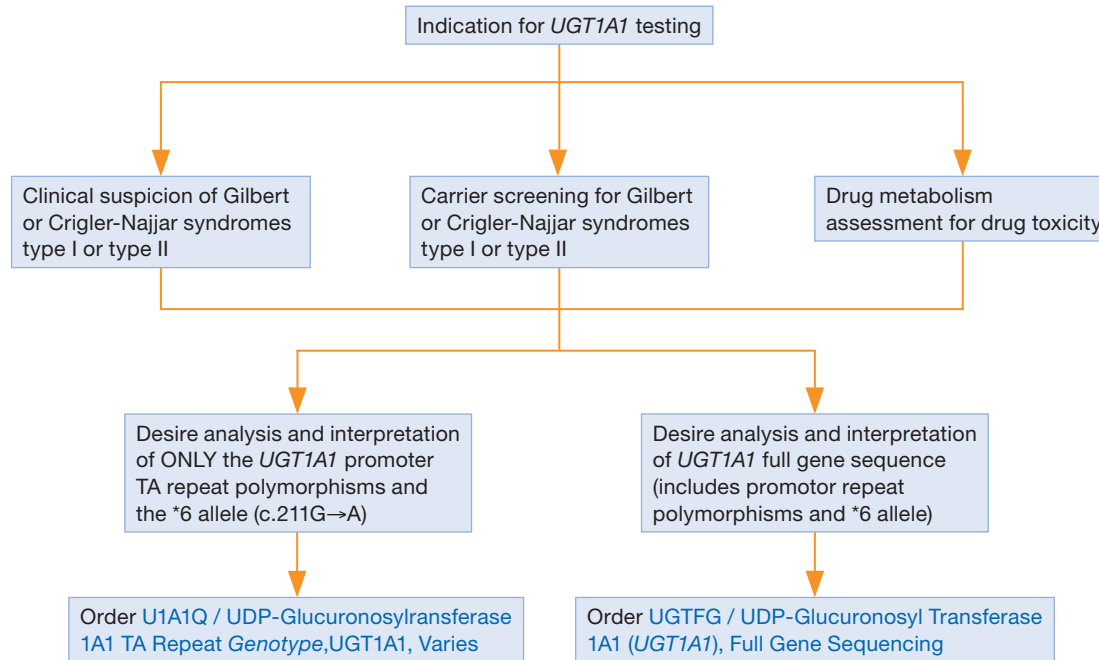 Indication for UGT1A1 testing
Clinical suspicion of Gilbert
or Crigler-Najjar syndromes
type I or type II
Carrier screening for Gilbert
or Crigler-Najjar syndromes
type I or type II
Drug metabolism
assessment for drug toxicity
Desire analysis and interpretation
of ONLY the UGT1A1 promoter
TA repeat polymorphisms and
the *6 allele (c.211G→A)
Desire analysis and interpretation
of UGT1A1 full gene sequence
(includes promotor repeat
polymorphisms and *6 allele)
Order U1A1Q / UDP-Glucuronosylransferase
1A1 TA Repeat Genotype,UGT1A1, Varies
Order UGTFG / UDP-Glucuronosyl Transferase
1A1 (UGT1A1), Full Gene Sequencing